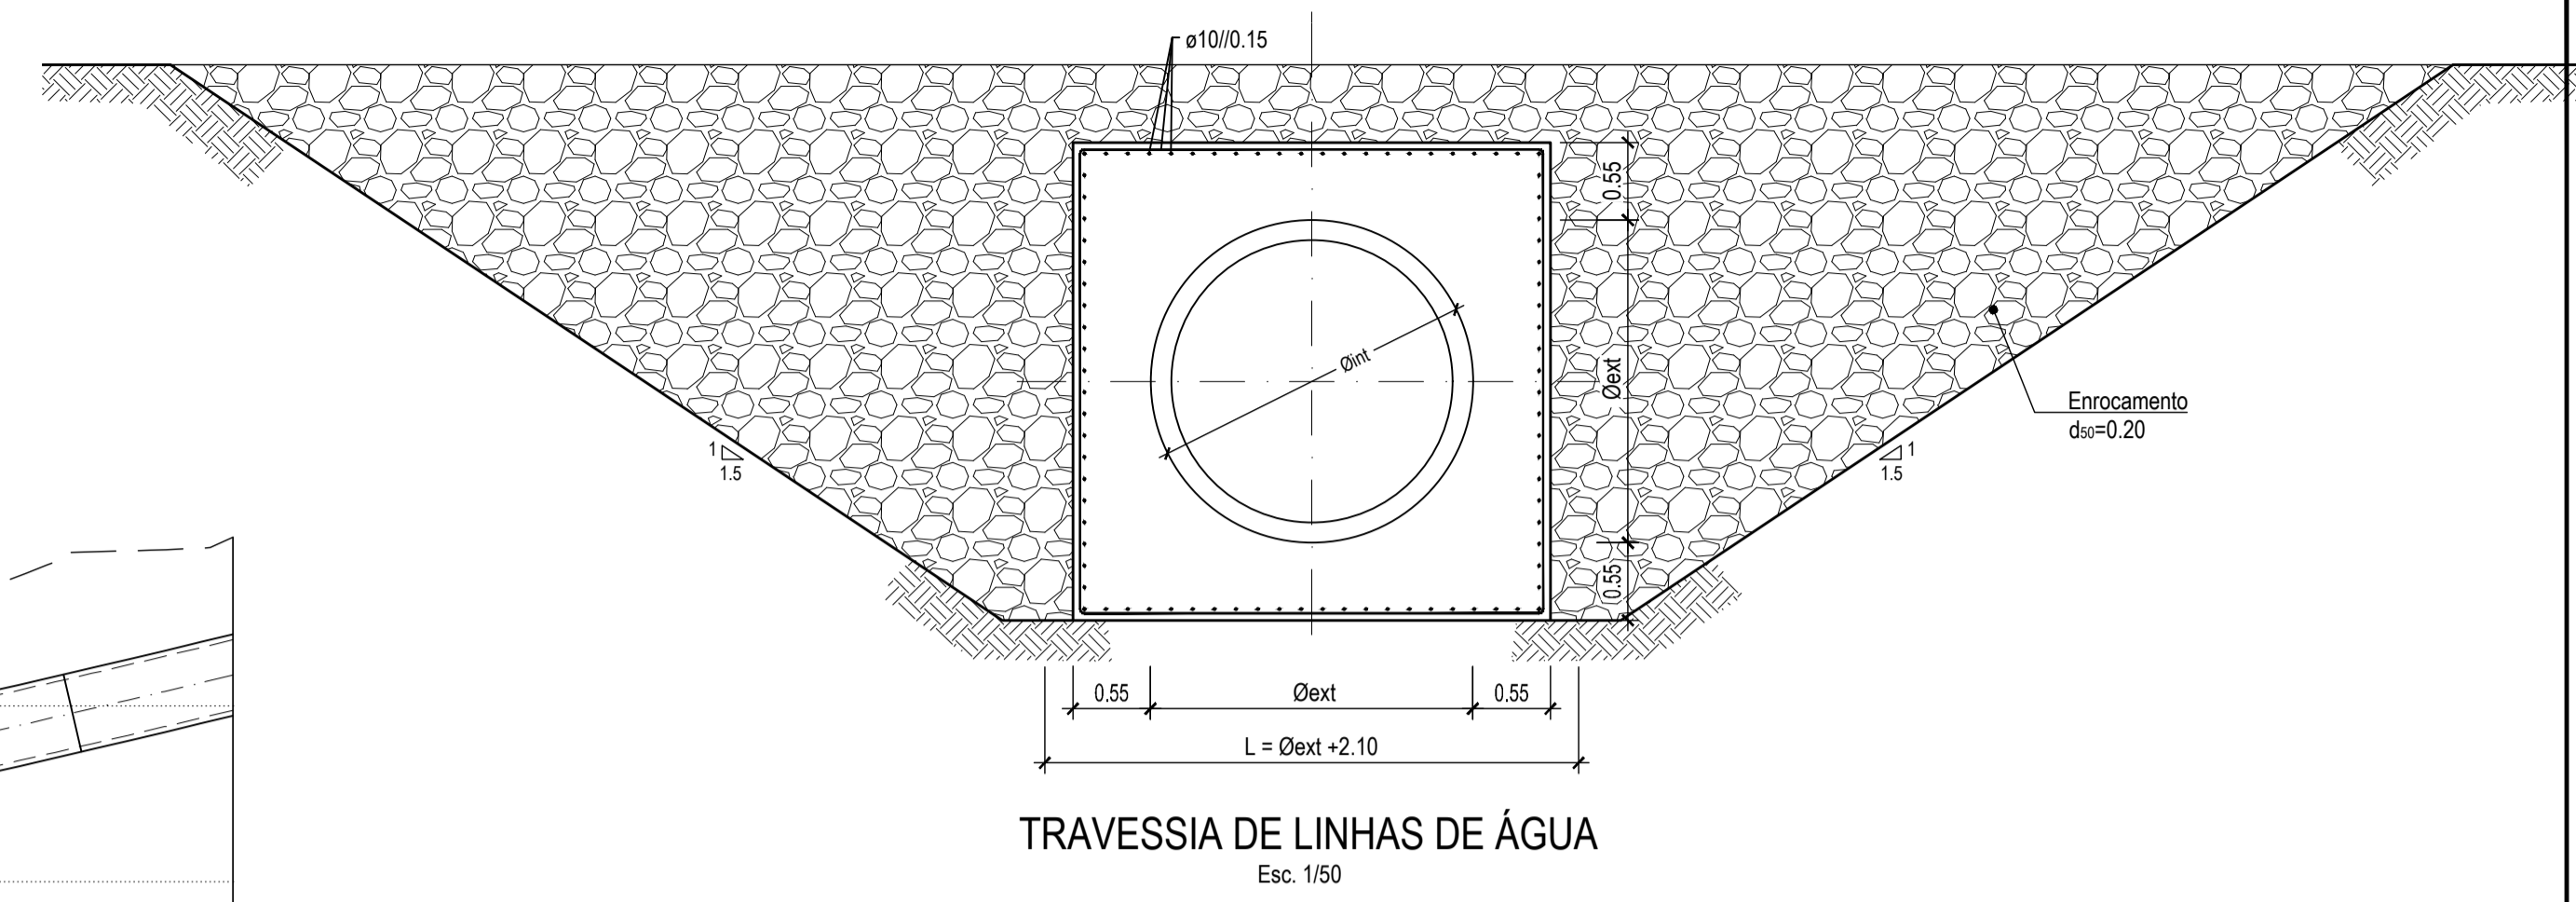 ø10//0.15
0.55
Øint
Øext
Enrocamento
d50=0.20
1
1.5
1
1.5
0.55
0.55
Øext
0.55
L = Øext +2.10
TRAVESSIA DE LINHAS DE ÁGUA
Esc. 1/50